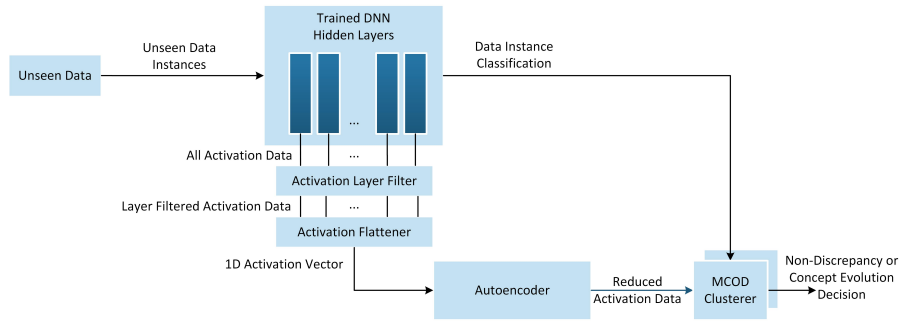 Trained DNN
Hidden Layers
Unseen Data
Instances
Data Instance
Classification
Unseen Data
...
All Activation Data
...
Activation Layer Filter
Layer Filtered Activation Data
...
Activation Flattener
1D Activation Vector
Autoencoder
Reduced
Activation Data
MCOD
Clusterer
Non-Discrepancy or
Concept Evolution
Decision